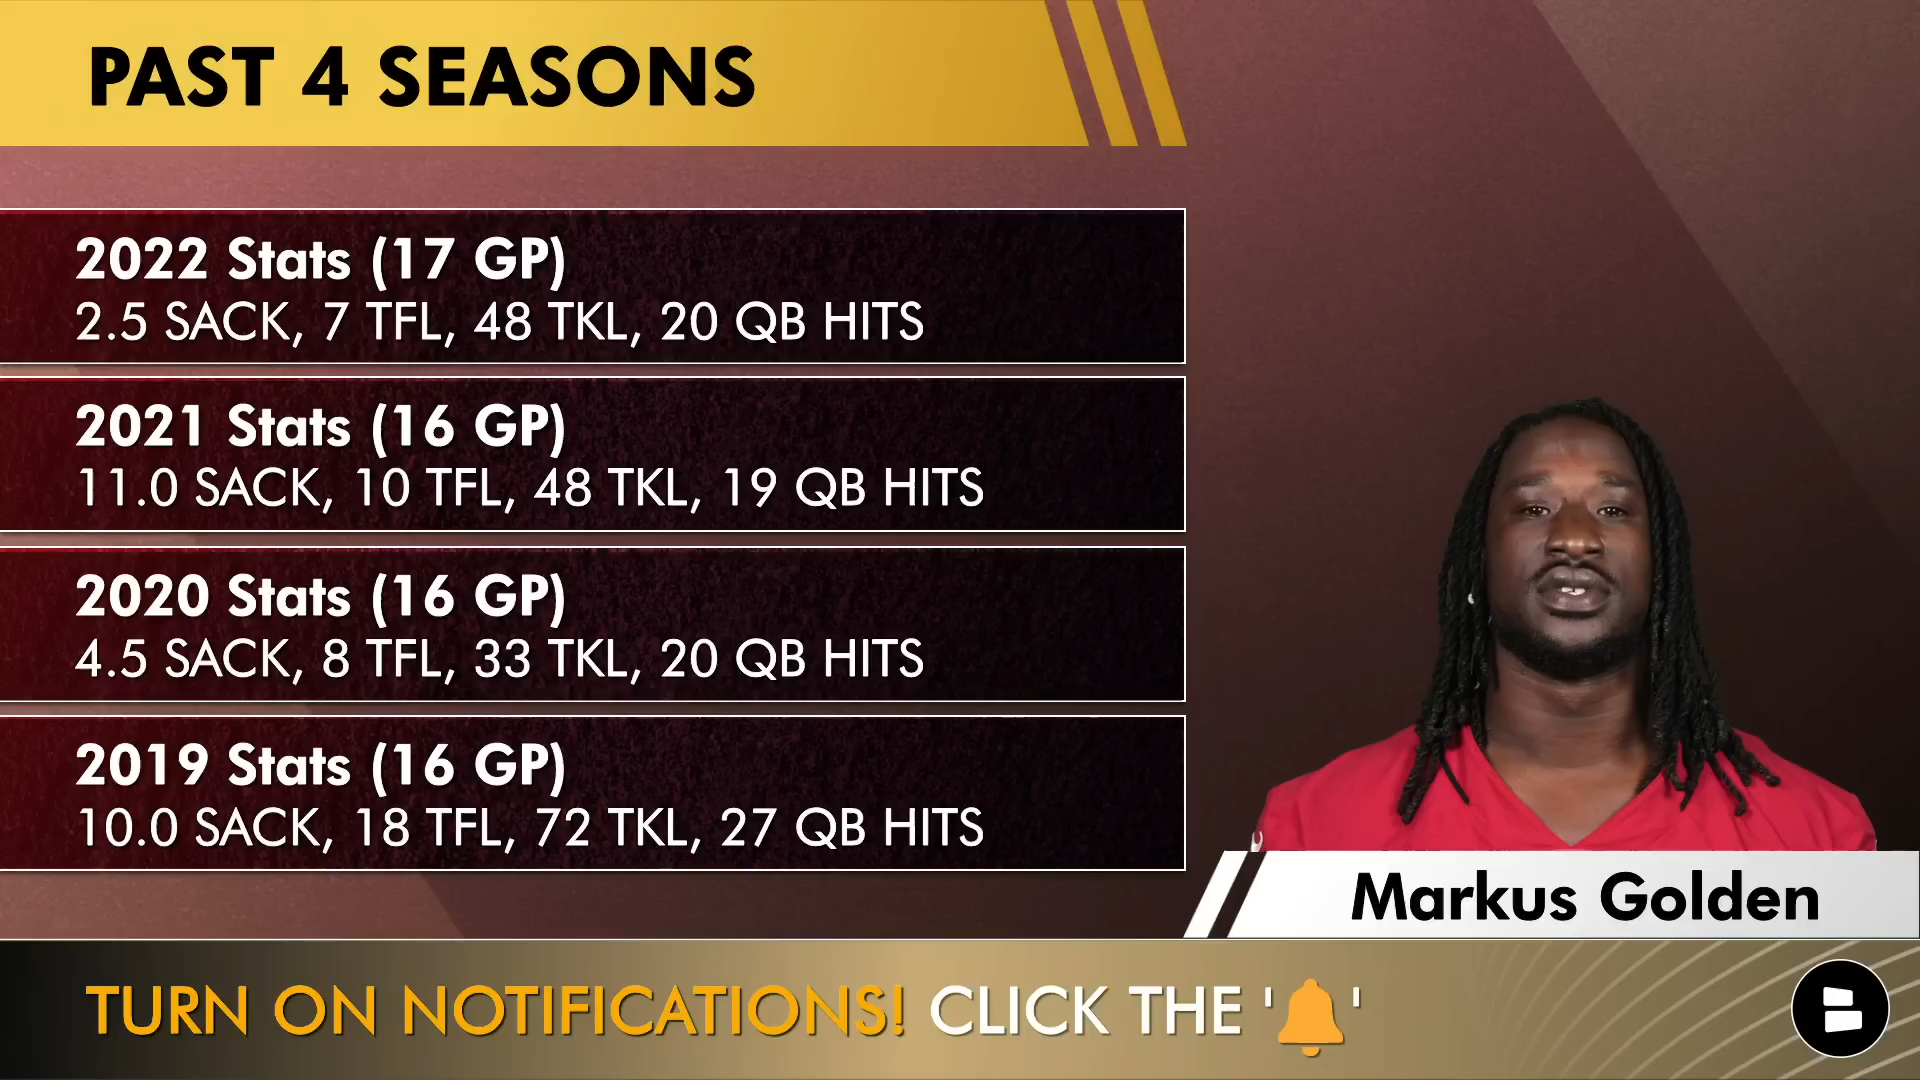 PAST 4 SEASONS
2022 Stats (17 GP)
2.5 SACK, 7 TFL, 48 TKL, 20 QB HITS
2021 Stats (16 GP)
11.0 SACK, 10 TFL, 48 TKL, 19 QB HITS
2020 Stats (16 GP)
4.5 SACK, 8 TFL, 33 TKL, 20 QB HITS
2019 Stats (16 GP)
10.0 SACK, 18 TFL, 72 TKL, 27 QB HITS
Markus Golden
TURN ON NOTIFICATIONS! CLICK THE '🔔'